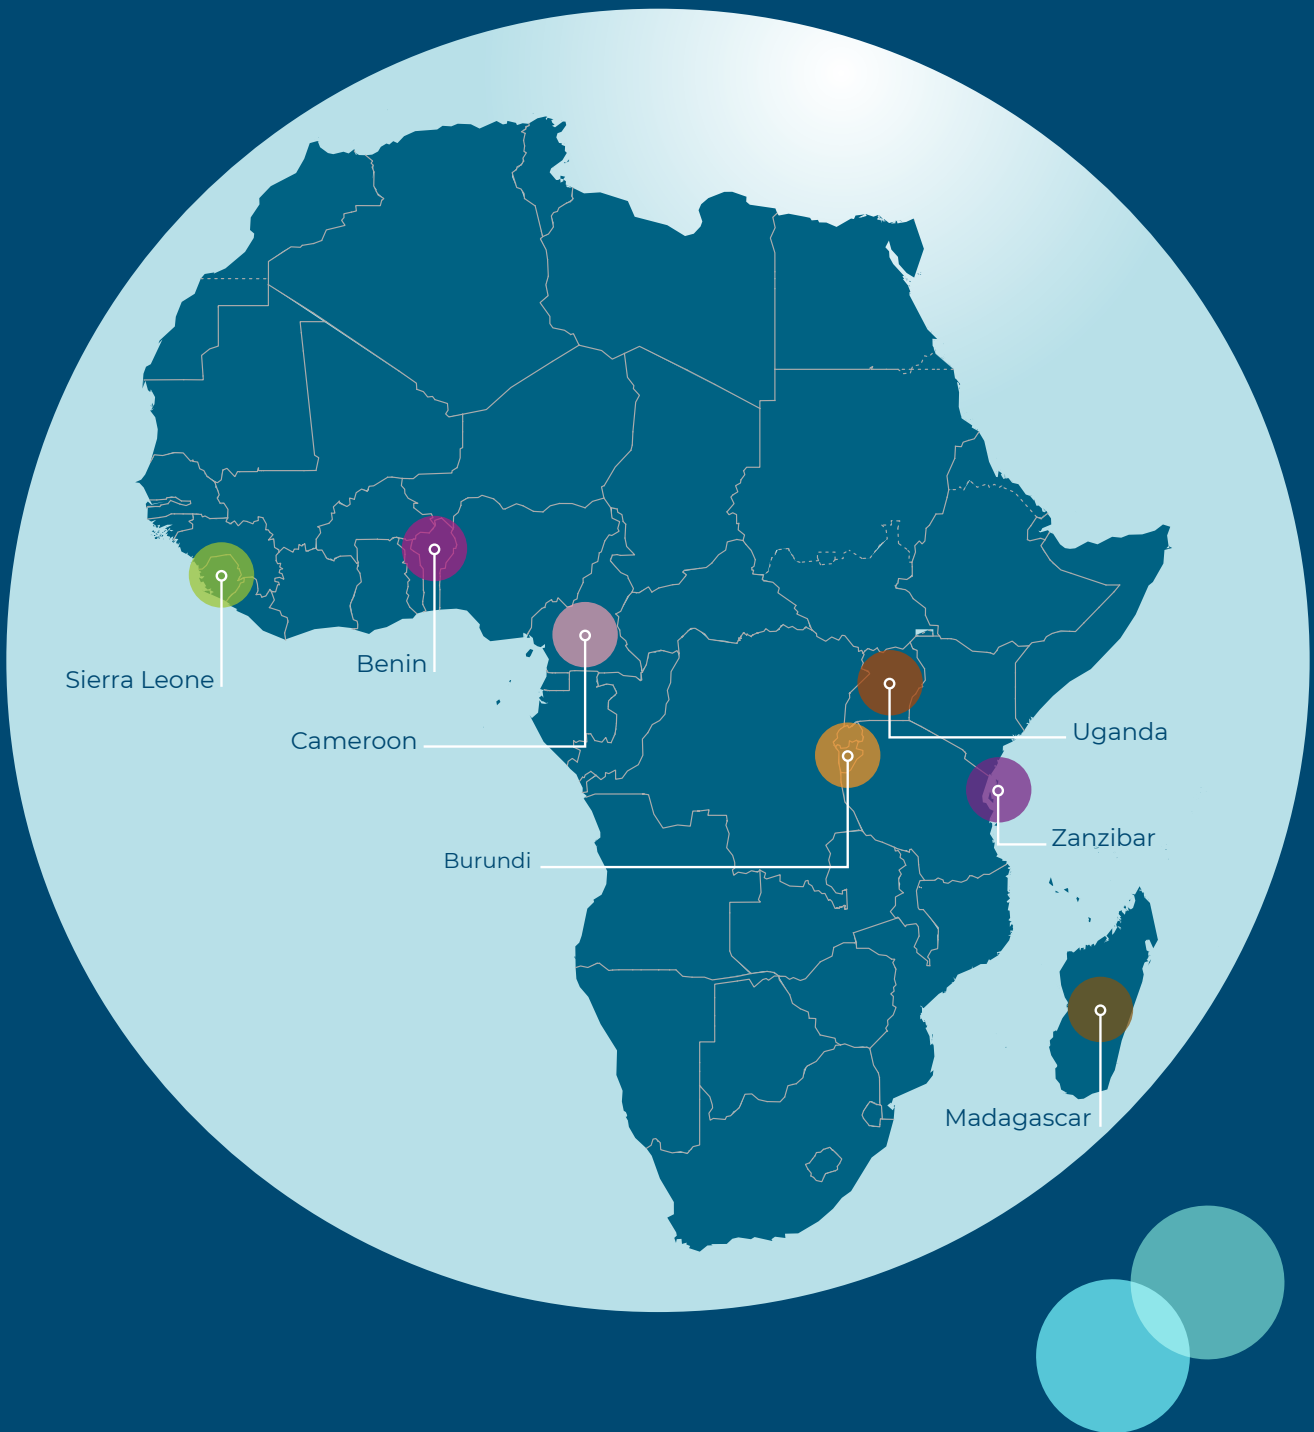 Benin
Sierra Leone
Cameroon
Uganda
Zanzibar
Burundi
Madagascar